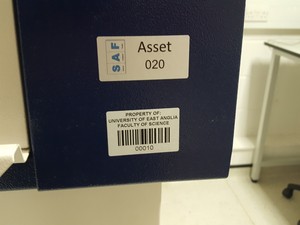 SAF
Asset
020
PROPERTY OF:
UNIVERSITY OF EAST ANGLIA
FACULTY OF SCIENCE
00010